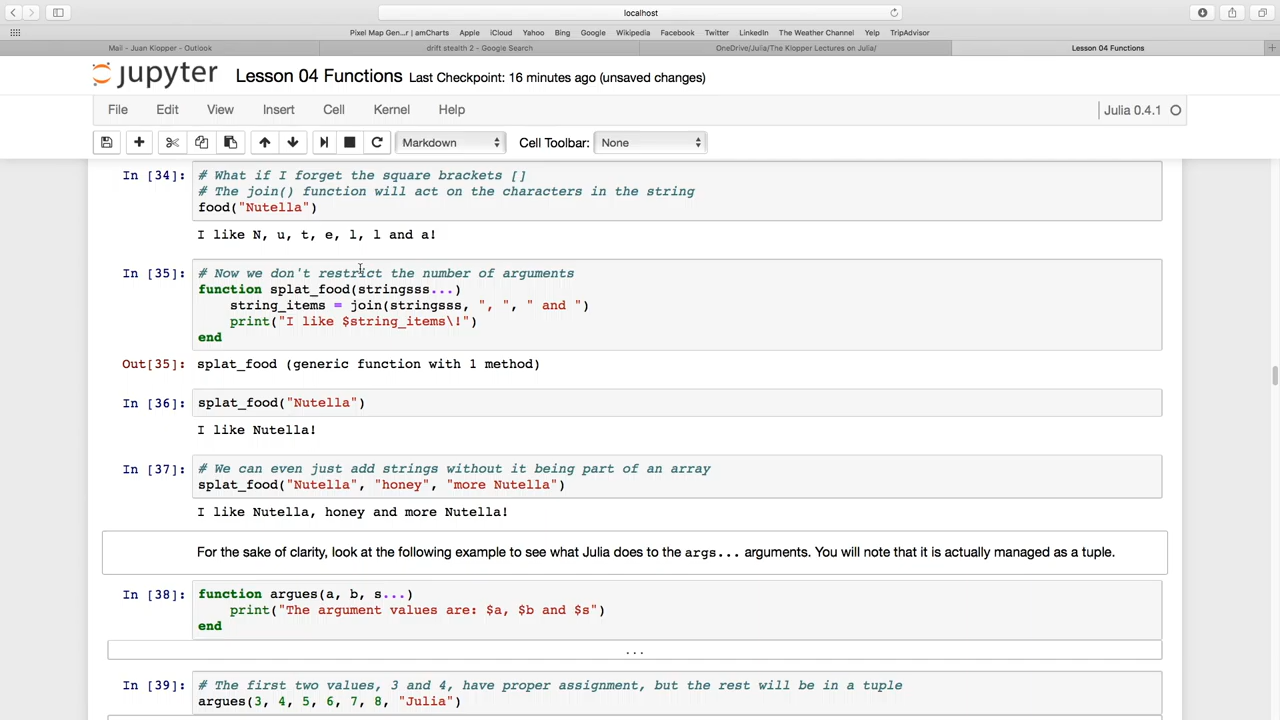 localhost
Pixel Map Gen...r | amCharts Apple iCloud Yahoo Bing Google Wikipedia Facebook Twitter LinkedIn The Weather Channel Yelp TripAdvisor
Mail - Juan Klopper - Outlook drift stealth 2 - Google Search OneDrive/Julia/The Klopper Lectures on Julia/ Lesson 04 Functions
jupyter Lesson 04 Functions Last Checkpoint: 16 minutes ago (unsaved changes)
File Edit View Insert Cell Kernel Help Julia 0.4.1
Markdown Cell Toolbar: None
In [34]: # What if I forget the square brackets []
# The join() function will act on the characters in the string
food("Nutella")
I like N, u, t, e, l, l and a!
In [35]: # Now we don't restrict the number of arguments
function splat_food(stringsss...)
string_items = join(stringsss, ", ", " and ")
print("I like $string_items\!")
end
Out[35]: splat_food (generic function with 1 method)
In [36]: splat_food("Nutella")
I like Nutella!
In [37]: # We can even just add strings without it being part of an array
splat_food("Nutella", "honey", "more Nutella")
I like Nutella, honey and more Nutella!
For the sake of clarity, look at the following example to see what Julia does to the args... arguments. You will note that it is actually managed as a tuple.
In [38]: function argues(a, b, s...)
print("The argument values are: $a, $b and $s")
end
...
In [39]: # The first two values, 3 and 4, have proper assignment, but the rest will be in a tuple
argues(3, 4, 5, 6, 7, 8, "Julia")